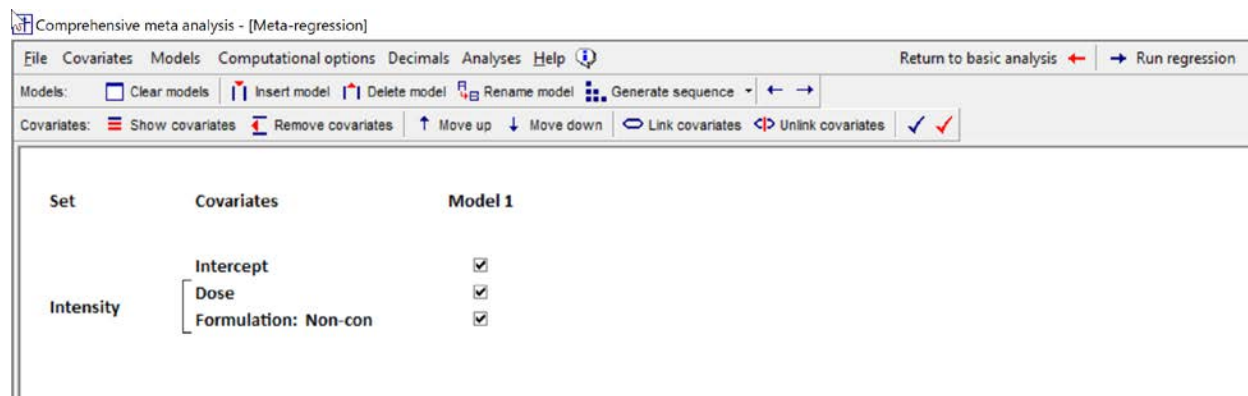 Comprehensive meta analysis - [Meta-regression]
File Covariates Models Computational options Decimals Analyses Help Return to basic analysis Run regression
Models: Clear models Insert model Delete model Rename model Generate sequence
Covariates: Show covariates Remove covariates Move up Move down Link covariates Unlink covariates
Set Covariates Model 1
Intercept
Intensity
Dose
Formulation: Non-con